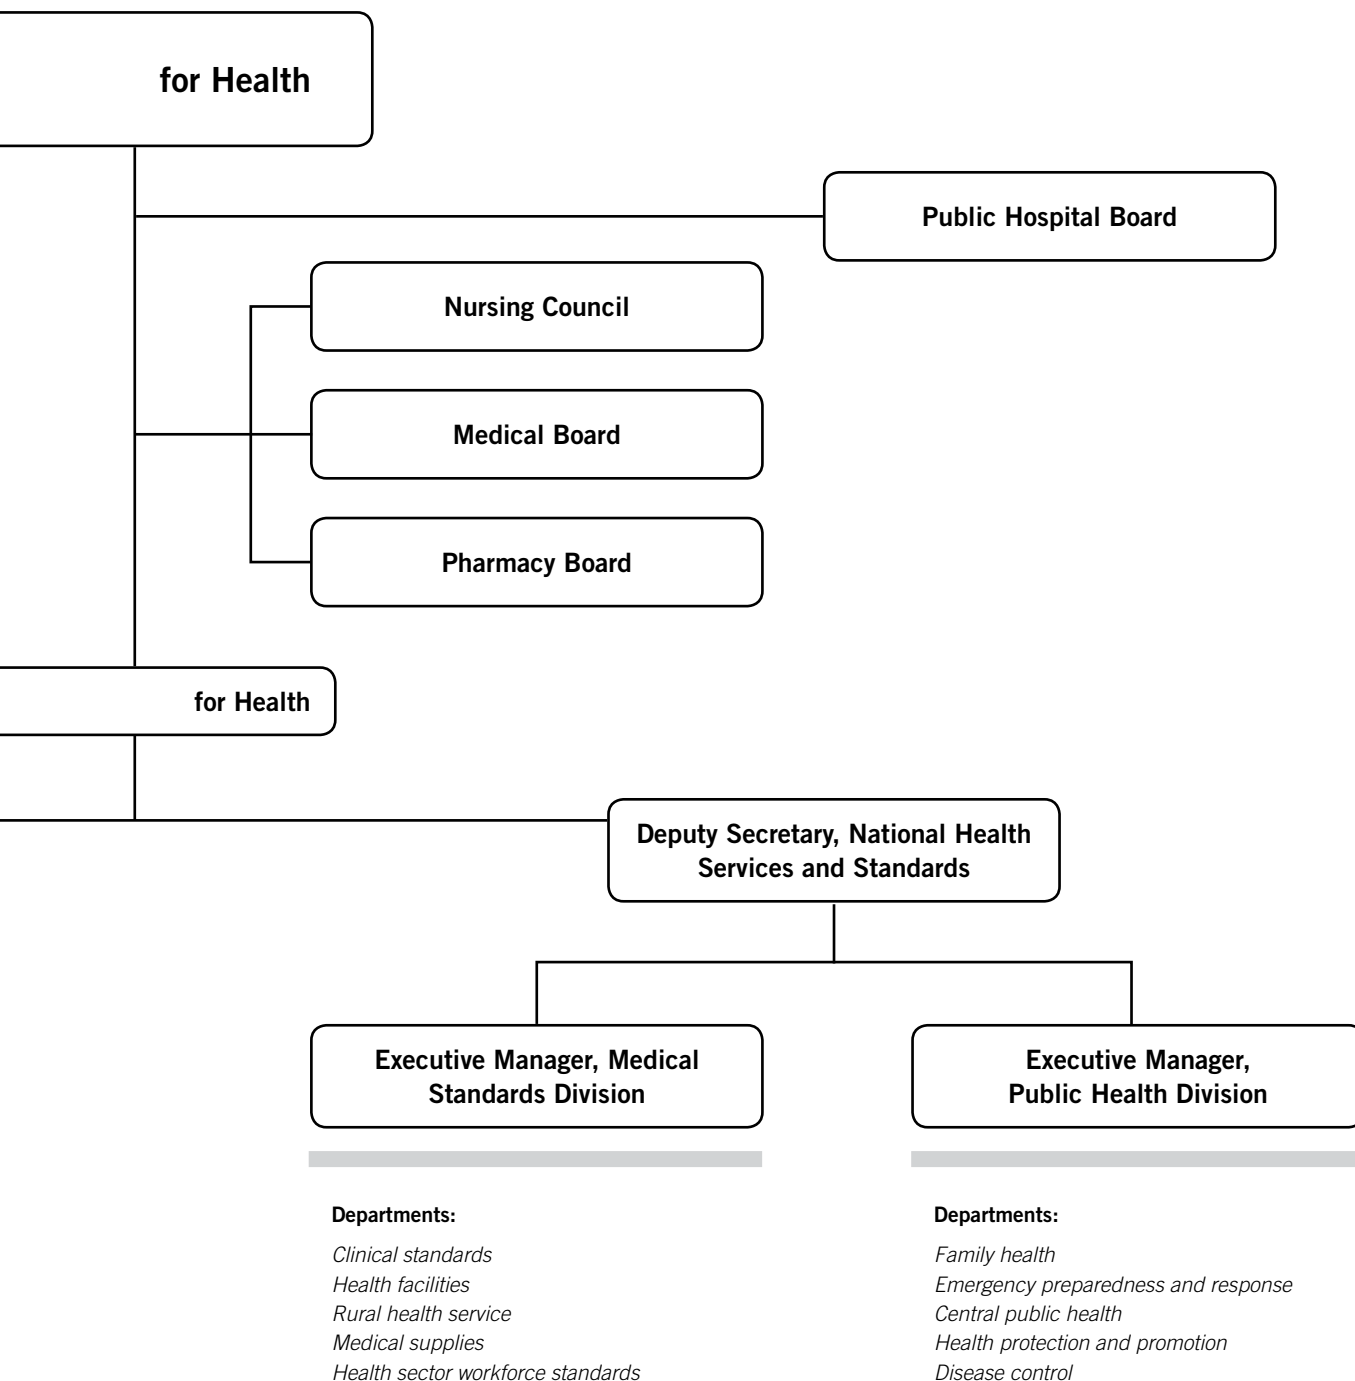 for Health
Public Hospital Board
Nursing Council
Medical Board
Pharmacy Board
for Health
Deputy Secretary, National Health
Services and Standards
Executive Manager, Medical
Standards Division
Executive Manager,
Public Health Division
Departments:
Clinical standards
Health facilities
Rural health service
Medical supplies
Health sector workforce standards
Departments:
Family health
Emergency preparedness and response
Central public health
Health protection and promotion
Disease control